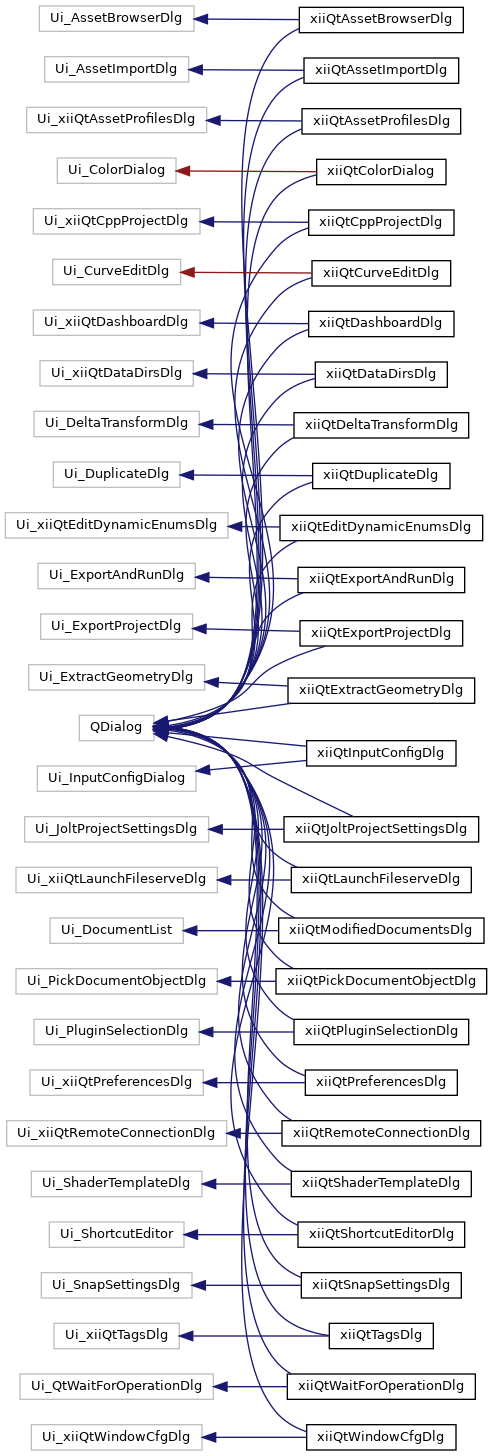 Ui_AssetBrowserDlg
xiiQtAssetBrowserDlg
Ui_AssetImportDlg
xiiQtAssetImportDlg
Ui_xiiQtAssetProfilesDlg
xiiQtAssetProfilesDlg
Ui_ColorDialog
xiiQtColorDialog
Ui_xiiQtCppProjectDlg
xiiQtCppProjectDlg
Ui_CurveEditDlg
xiiQtCurveEditDlg
Ui_xiiQtDashboardDlg
xiiQtDashboardDlg
Ui_xiiQtDataDirsDlg
xiiQtDataDirsDlg
Ui_DeltaTransformDlg
xiiQtDeltaTransformDlg
Ui_DuplicateDlg
xiiQtDuplicateDlg
Ui_xiiQtEditDynamicEnumsDlg
xiiQtEditDynamicEnumsDlg
Ui_ExportAndRunDlg
xiiQtExportAndRunDlg
Ui_ExportProjectDlg
xiiQtExportProjectDlg
Ui_ExtractGeometryDlg
xiiQtExtractGeometryDlg
QDialog
xiiQtInputConfigDlg
Ui_InputConfigDialog
Ui_JoltProjectSettingsDlg
xiiQtJoltProjectSettingsDlg
Ui_xiiQtLaunchFileserveDlg
xiiQtLaunchFileserveDlg
Ui_DocumentList
xiiQtModifiedDocumentsDlg
Ui_PickDocumentObjectDlg
xiiQtPickDocumentObjectDlg
Ui_PluginSelectionDlg
xiiQtPluginSelectionDlg
Ui_xiiQtPreferencesDlg
xiiQtPreferencesDlg
Ui_xiiQtRemoteConnectionDlg
xiiQtRemoteConnectionDlg
Ui_ShaderTemplateDlg
xiiQtShaderTemplateDlg
Ui_ShortcutEditor
xiiQtShortcutEditorDlg
Ui_SnapSettingsDlg
xiiQtSnapSettingsDlg
Ui_xiiQtTagsDlg
xiiQtTagsDlg
Ui_QtWaitForOperationDlg
xiiQtWaitForOperationDlg
Ui_xiiQtWindowCfgDlg
xiiQtWindowCfgDlg